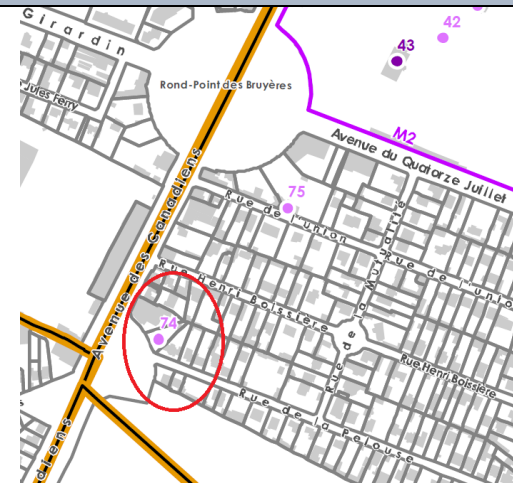 42
43
Girardin
Rond-Point des Bruyères
Jules Ferry
M2
Avenue du Quatorze Juillet
Avenue des Canadiens
75
Rue de l'union
Rue de la Mutualité
Rue de l'unio
Rue Henri Boissière
74
Rue Henri Boissière
Rue de la Pelouse
diens